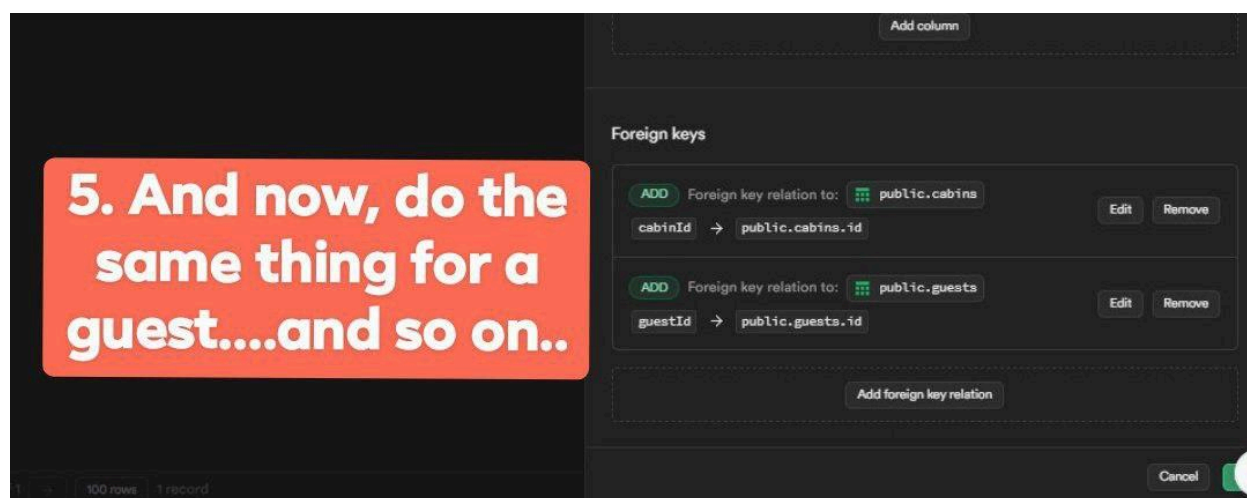 Add column
Foreign keys
5. And now, do the
same thing for a
guest....and so on..
ADD Foreign key relation to: public.cabins
cabinId → public.cabins.id
Edit Remove
ADD Foreign key relation to: public.guests
guestId → public.guests.id
Edit Remove
Add foreign key relation
Cancel
1 → 100 rows 1 record